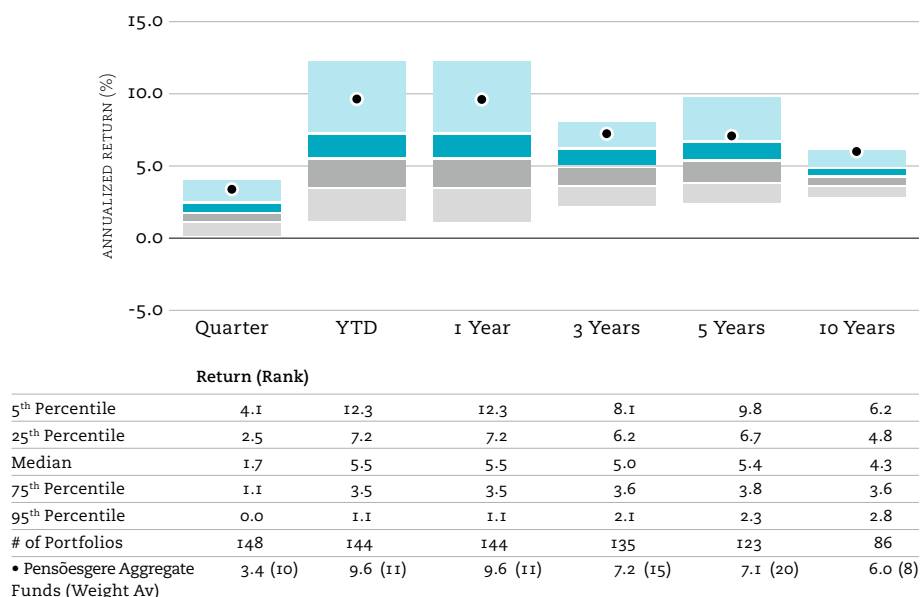 15.0
10.0
5.0
0.0
-5.0
ANNUALIZED RETURN (%)
Quarter YTD 1 Year 3 Years 5 Years 10 Years
Return (Rank)
5th Percentile 4.1 12.3 12.3 8.1 9.8 6.2
25th Percentile 2.5 7.2 7.2 6.2 6.7 4.8
Median 1.7 5.5 5.5 5.0 5.4 4.3
75th Percentile 1.1 3.5 3.5 3.6 3.8 3.6
95th Percentile 0.0 1.1 1.1 2.1 2.3 2.8
# of Portfolios 148 144 144 135 123 86
• Pensõesgere Aggregate 3.4 (10) 9.6 (11) 9.6 (11) 7.2 (15) 7.1 (20) 6.0 (8)
Funds (Weight Av)